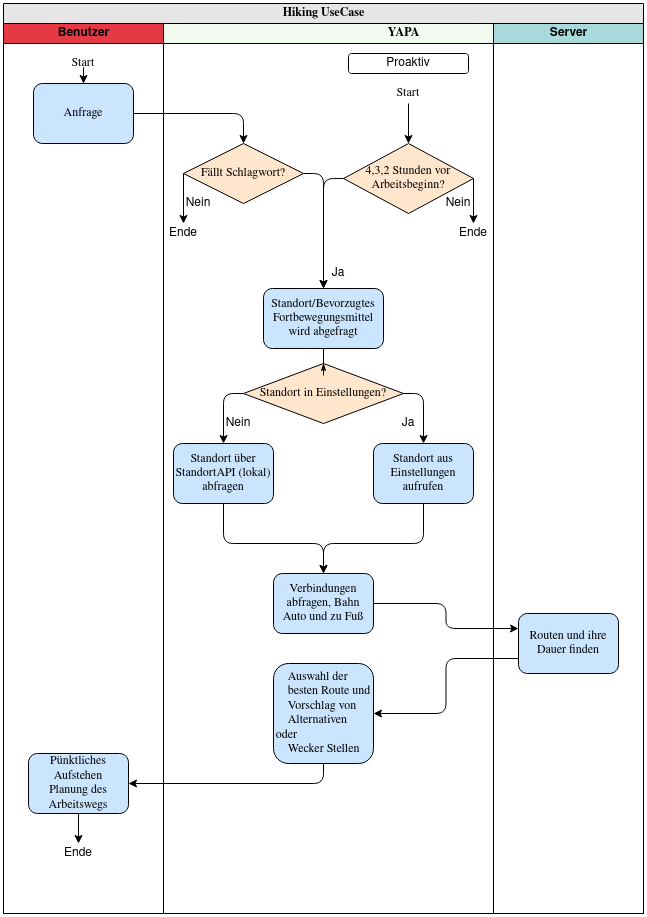 Hiking UseCase
Benutzer
YAPA
Server
Proaktiv
Start
Start
Anfrage
Fällt Schlagwort?
4,3,2 Stunden vor
Arbeitsbeginn?
Nein
Nein
Ende
Ende
Ja
Standort/Bevorzugtes
Fortbewegungsmittel
wird abgefragt
Standort in Einstellungen?
Nein
Ja
Standort über
StandortAPI (lokal)
abfragen
Standort aus
Einstellungen
aufrufen
Verbindungen
abfragen, Bahn
Auto und zu Fuß
Routen und ihre
Dauer finden
Auswahl der
besten Route und
Vorschlag von
Alternativen
oder
Wecker Stellen
Pünktliches
Aufstehen
Planung des
Arbeitswegs
Ende